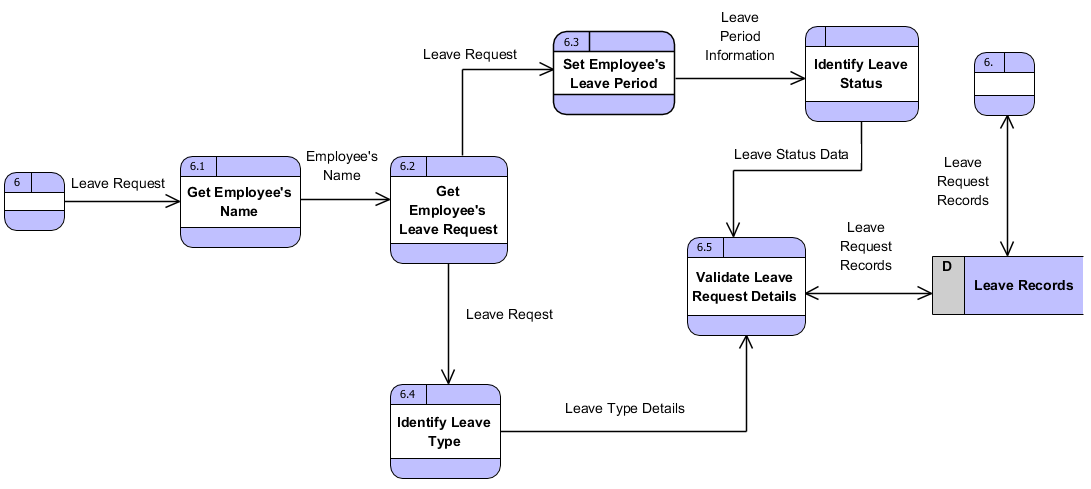 6
Leave Request
6.1
Get Employee's
Name
Employee's
Name
6.2
Get
Employee's
Leave Request
Leave Request
6.3
Set Employee's
Leave Period
Leave
Period
Information
Identify Leave
Status
Leave Status Data
Leave Reqest
6.4
Identify Leave
Type
Leave Type Details
6.5
Validate Leave
Request Details
Leave
Request
Records
D
Leave Records
Leave
Request
Records
6.